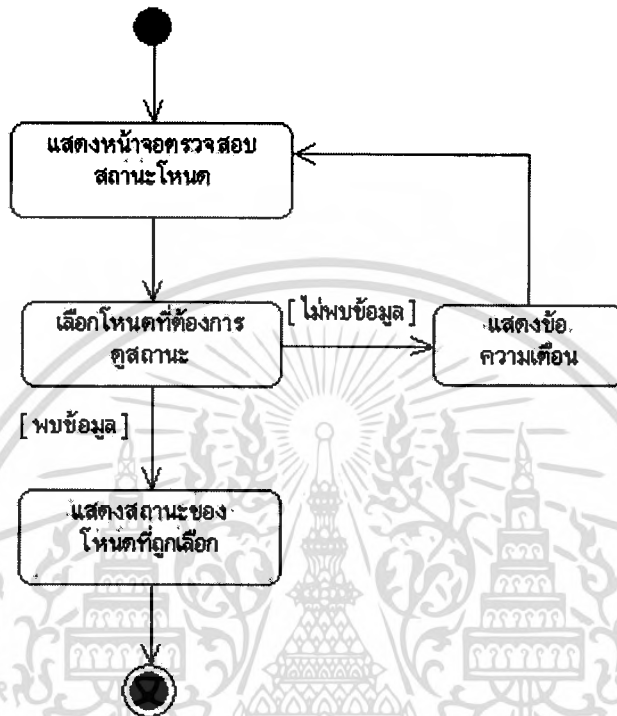 แสดงหน้าจอตรวจสอบ
สถานะโหนด
เลือกโหนดที่ต้องการ
ดูสถานะ
[ ไม่พบข้อมูล ]
แสดงข้อ
ความเตือน
[ พบข้อมูล ]
แสดงสถานะของ
โหนดที่ถูกเลือก